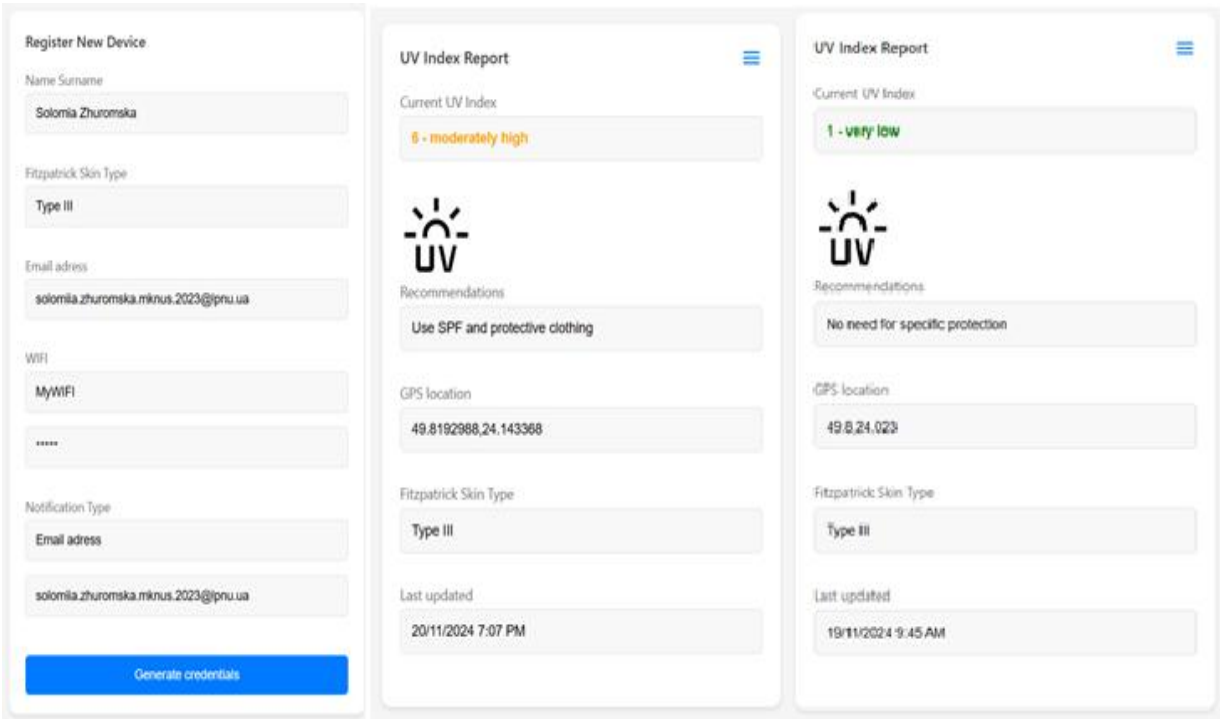 Register New Device
Name Surname
Solomia Zhuromska
Fitzpatrick Skin Type
Type III
Email adress
solomiia.zhuromska.mknus.2023@lpnu.ua
WIFI
MyWIFI
*****
Notification Type
Email adress
solomiia.zhuromska.mknus.2023@lpnu.ua
Generate credentials
UV Index Report
Current UV Index
6 - moderately high
UV
Recommendations
Use SPF and protective clothing
GPS location
49.8192988,24.143368
Fitzpatrick Skin Type
Type III
Last updated
20/11/2024 7:07 PM
UV Index Report
Current UV Index
1 - very low
UV
Recommendations
No need for specific protection
GPS location
49.8,24.023
Fitzpatrick Skin Type
Type III
Last updated
19/11/2024 9:45 AM